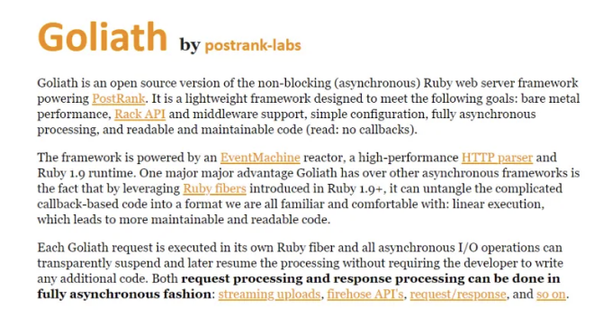 Goliath by postrank-labs
Goliath is an open source version of the non-blocking (asynchronous) Ruby web server framework
powering PostRank. It is a lightweight framework designed to meet the following goals: bare metal
performance, Rack API and middleware support, simple configuration, fully asynchronous
processing, and readable and maintainable code (read: no callbacks).
The framework is powered by an EventMachine reactor, a high-performance HTTP parser and
Ruby 1.9 runtime. One major major advantage Goliath has over other asynchronous frameworks is
the fact that by leveraging Ruby fibers introduced in Ruby 1.9+, it can untangle the complicated
callback-based code into a format we are all familiar and comfortable with: linear execution,
which leads to more maintainable and readable code.
Each Goliath request is executed in its own Ruby fiber and all asynchronous I/O operations can
transparently suspend and later resume the processing without requiring the developer to write
any additional code. Both request processing and response processing can be done in
fully asynchronous fashion: streaming uploads, firehose API's, request/response, and so on.